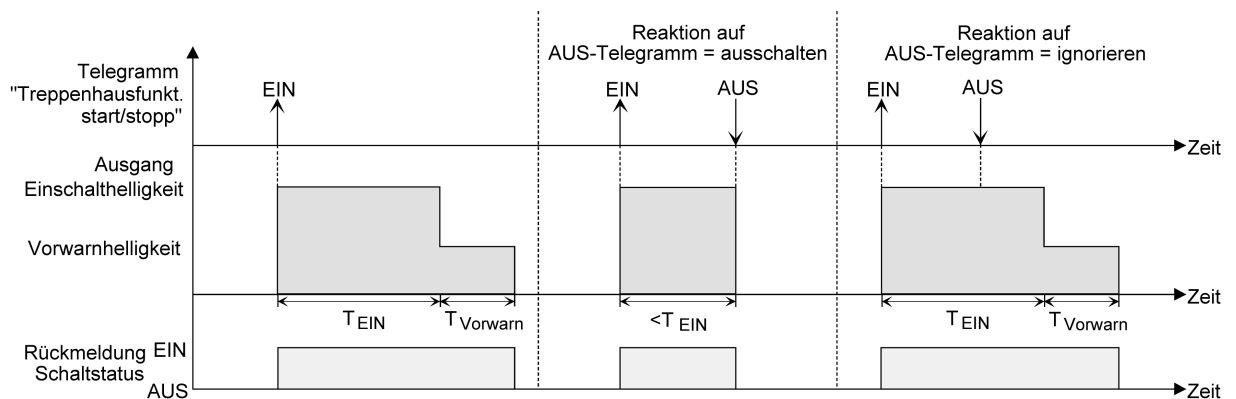 Reaktion auf
AUS-Telegramm = ausschalten
Reaktion auf
AUS-Telegramm = ignorieren
Telegramm
"Treppenhausfunkt.
start/stopp"
EIN
EIN
AUS
EIN
AUS
Zeit
Ausgang
Einschalthelligkeit
Vorwarnhelligkeit
Zeit
T EIN
T Vorwarn
<T EIN
T EIN
T Vorwarn
Rückmeldung
Schaltstatus
EIN
AUS
Zeit